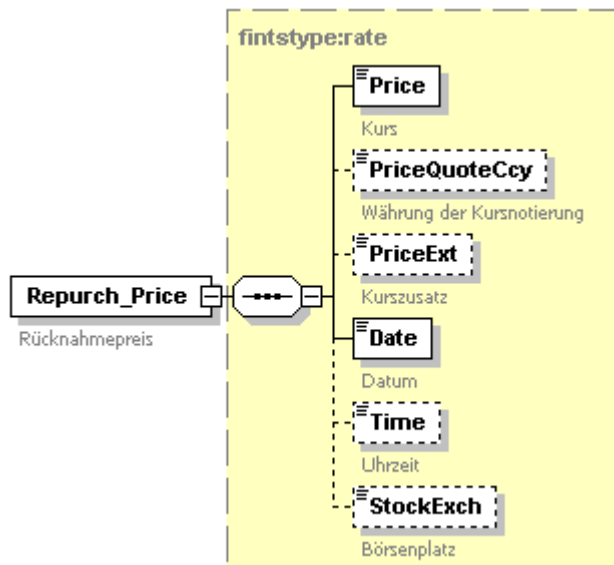 fintstype:rate
Price
Kurs
PriceQuoteCcy
Währung der Kursnotierung
PriceExt
Kurszusatz
Repurch_Price
Rücknahmepreis
Date
Datum
Time
Uhrzeit
StockExch
Börsenplatz